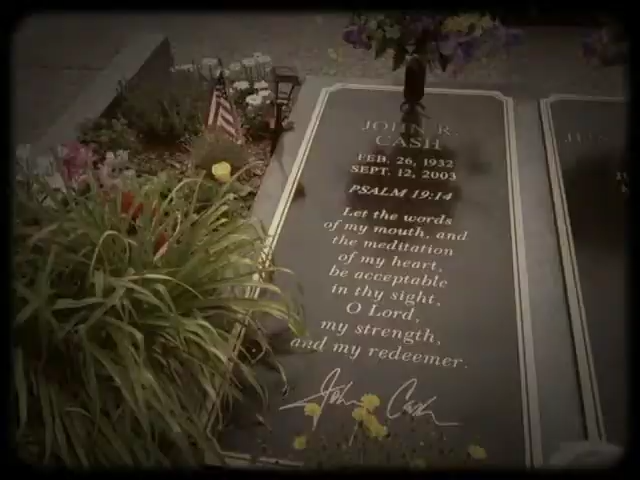 JOHN R.
CASH
FEB. 26, 1932
SEPT. 12, 2003
PSALM 19:14
Let the words
of my mouth, and
the meditation
of my heart,
be acceptable
in thy sight,
O Lord,
my strength,
and my redeemer.
John Cash